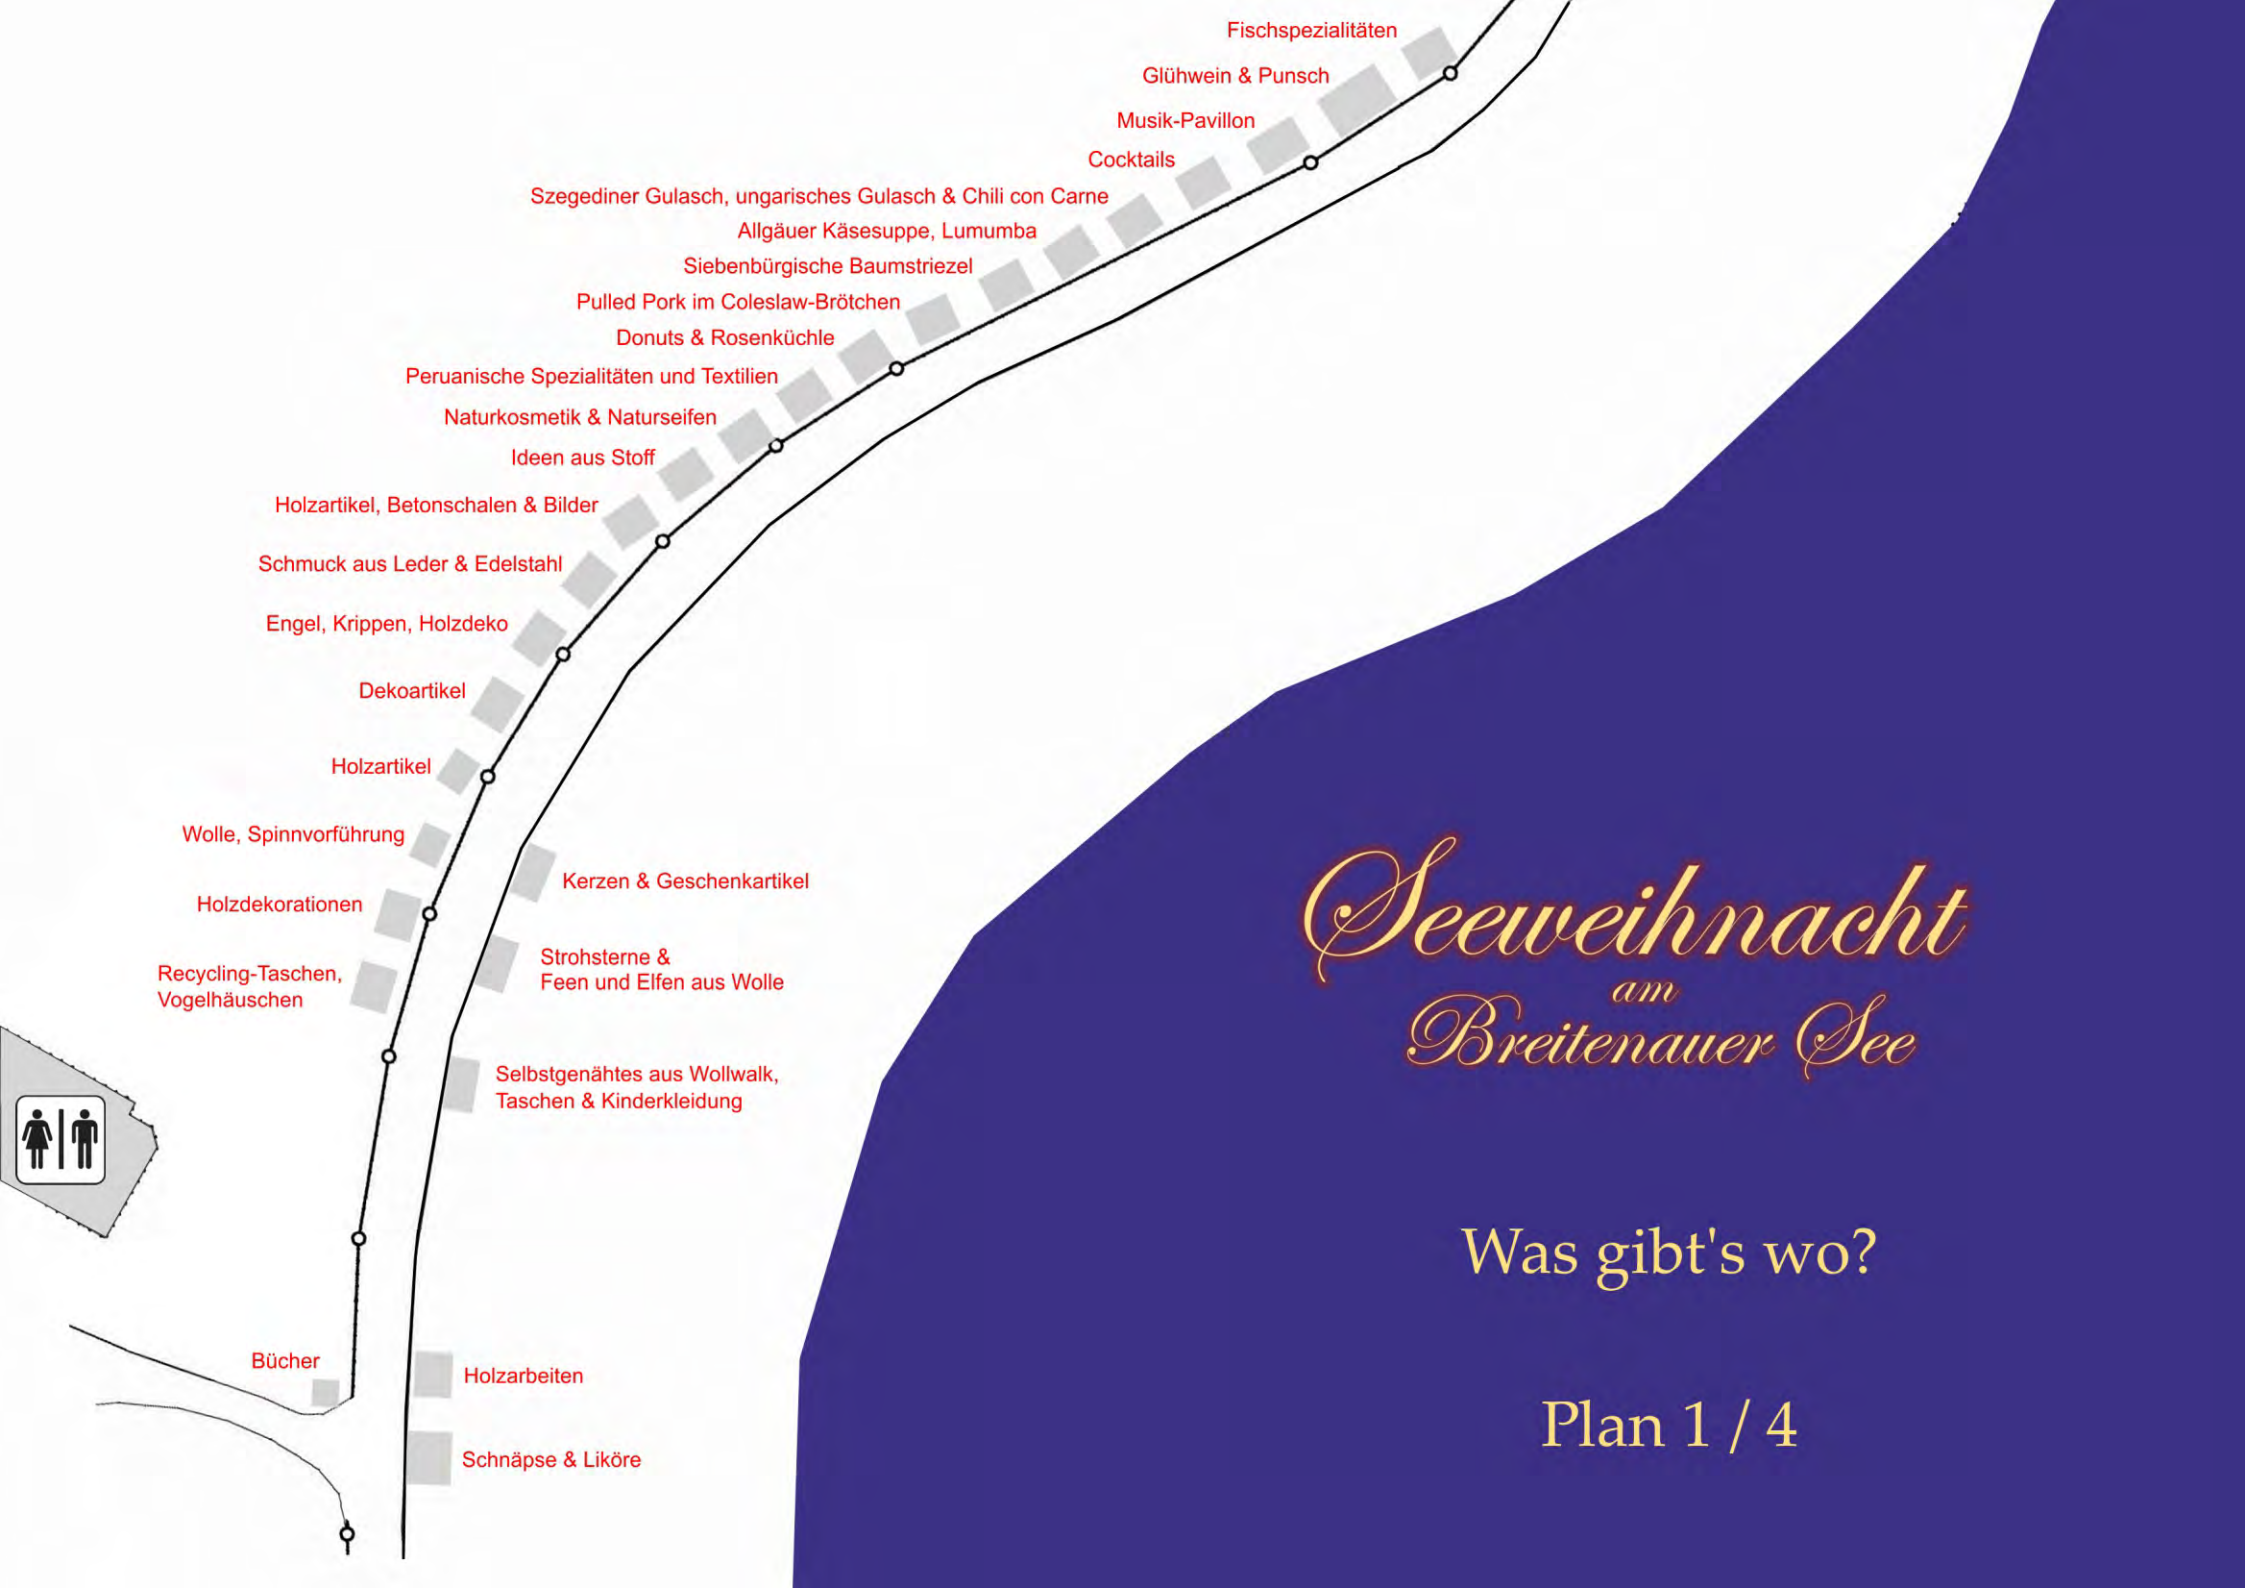 Fischspezialitäten
Glühwein & Punsch
Musik-Pavillon
Cocktails
Szegediner Gulasch, ungarisches Gulasch & Chili con Carne
Allgäuer Käsesuppe, Lumumba
Siebenbürgische Baumstriezel
Pulled Pork im Coleslaw-Brötchen
Donuts & Rosenküchle
Peruanische Spezialitäten und Textilien
Naturkosmetik & Naturseifen
Ideen aus Stoff
Holzartikel, Betonschalen & Bilder
Schmuck aus Leder & Edelstahl
Engel, Krippen, Holzdeko
Dekoartikel
Holzartikel
Wolle, Spinnvorführung
Holzdekorationen
Recycling-Taschen,
Vogelhäuschen
Kerzen & Geschenkartikel
Strohsterne &
Feen und Elfen aus Wolle
Selbstgenähtes aus Wollwalk,
Taschen & Kinderkleidung
Bücher
Holzarbeiten
Schnäpse & Liköre
Seeweihnacht
am
Breitenauer See
Was gibt's wo?
Plan 1 / 4